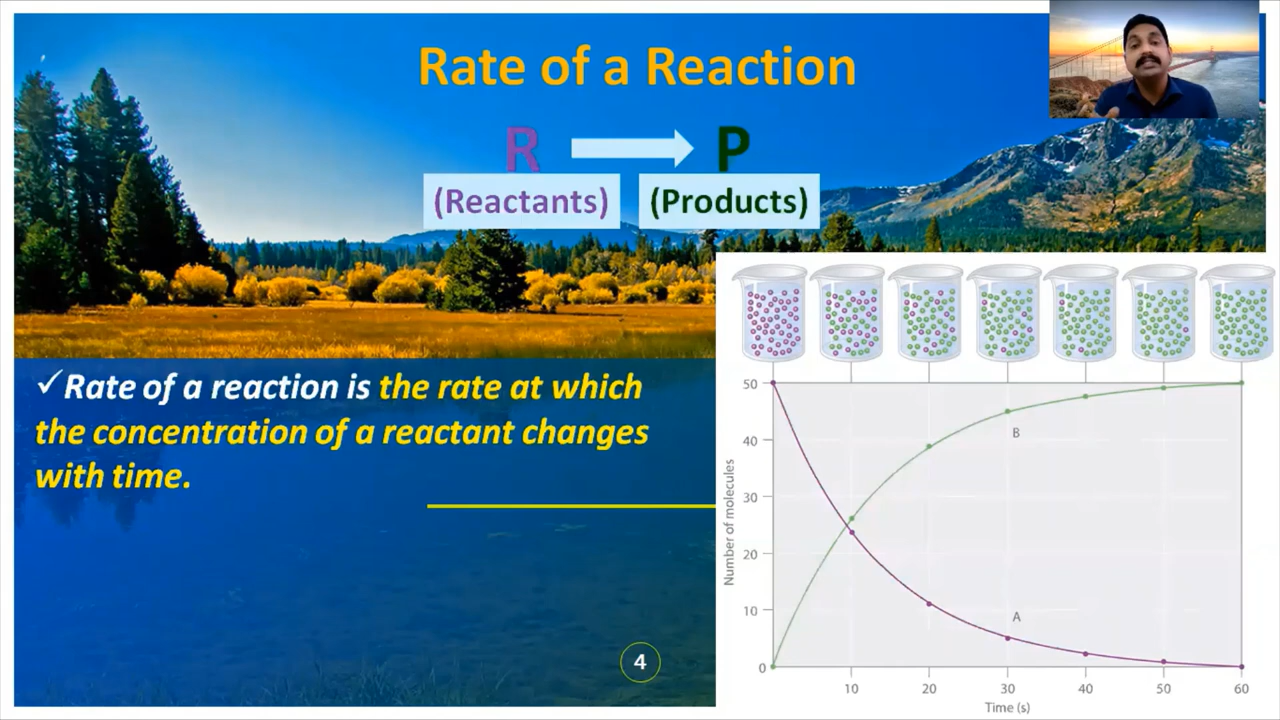 Rate of a Reaction
R P
(Reactants) (Products)
✓Rate of a reaction is the rate at which
the concentration of a reactant changes
with time.
4
50
40
30
20
10
0
Number of molecules
B
A
10 20 30 40 50 60
Time (s)